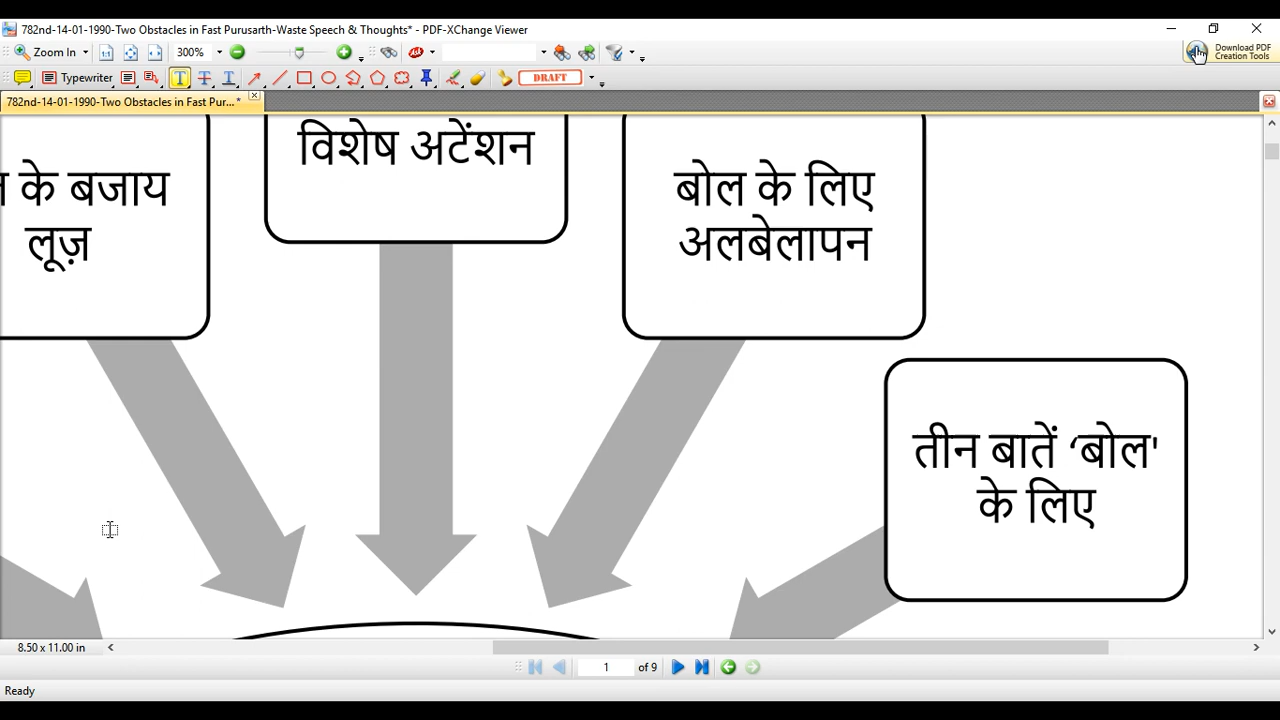 782nd-14-01-1990-Two Obstacles in Fast Purusarth-Waste Speech & Thoughts* - PDF-XChange Viewer
Zoom In
300%
Download PDF
Creation Tools
Typewriter
DRAFT
782nd-14-01-1990-Two Obstacles in Fast Pur... *
विशेष अटेंशन
के बजाय
लूज़
बोल के लिए
अलबेलापन
तीन बातें ‘बोल'
के लिए
8.50 x 11.00 in
1 of 9
Ready